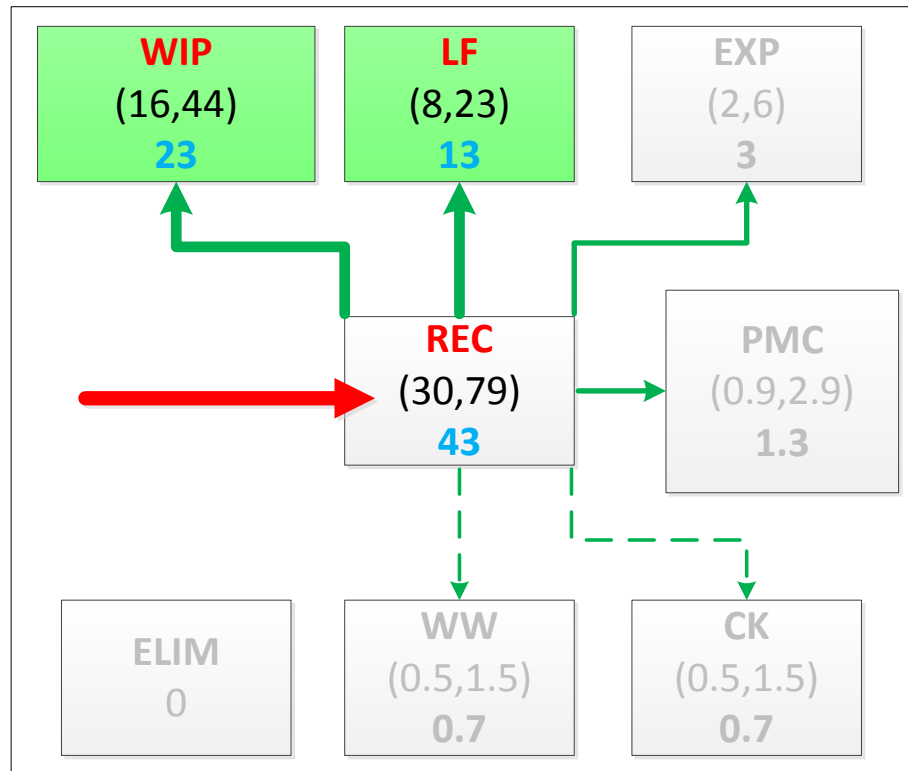 WIP
(16,44)
23
LF
(8,23)
13
EXP
(2,6)
3
REC
(30,79)
43
PMC
(0.9,2.9)
1.3
ELIM
0
WW
(0.5,1.5)
0.7
CK
(0.5,1.5)
0.7